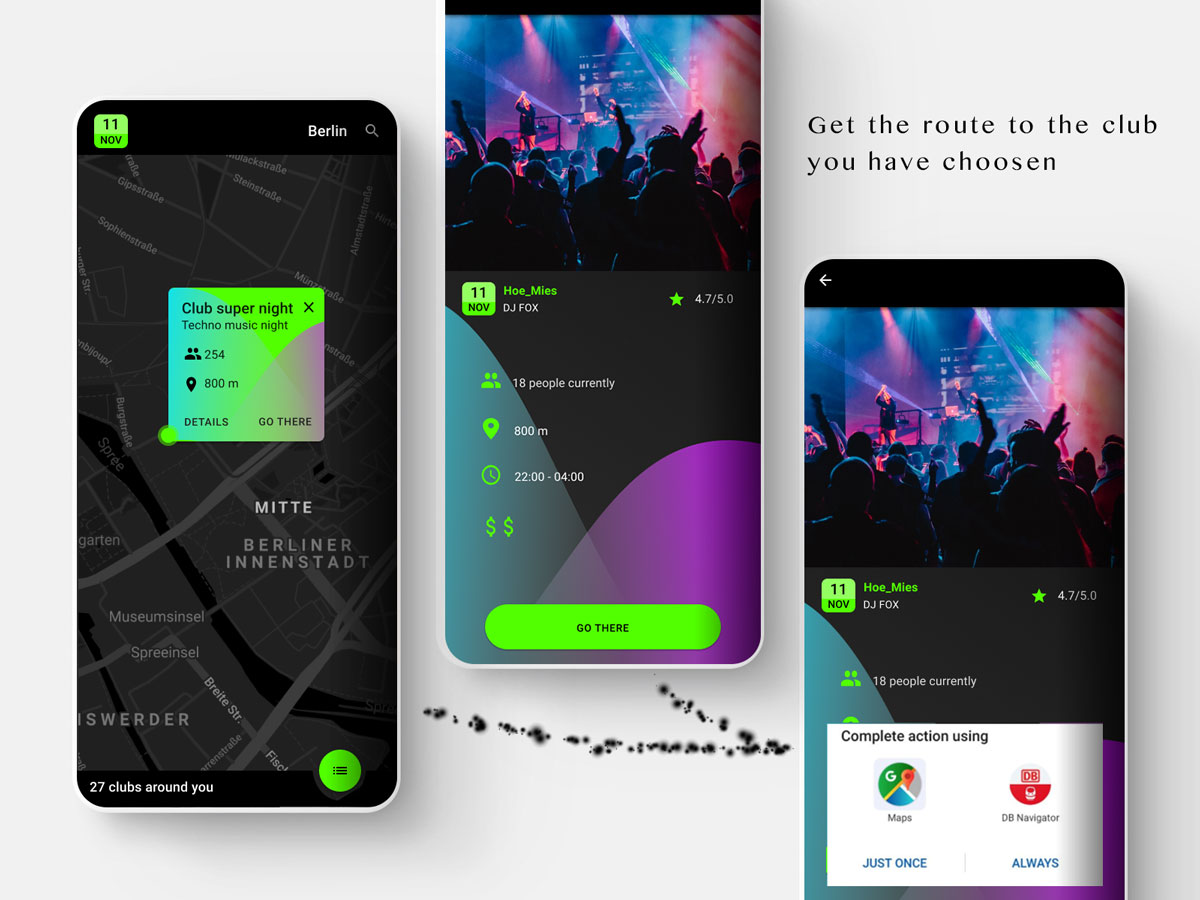 Get the route to the club
you have choosen
11
NOV
Berlin
Gipsstraße
Steinstraße
Sophienstraße
Almstadtstraße
Club super night
Techno music night
254
800 m
DETAILS
GO THERE
Burgstraße
Spree
MITTE
BERLINER
INNENSTADT
garten
Museumsinsel
Spreeinsel
Breite Str.
ISWERDER
27 clubs around you
11
NOV
Hoe_Mies
DJ FOX
4.7/5.0
18 people currently
800 m
22:00 - 04:00
$ $
GO THERE
11
NOV
Hoe_Mies
DJ FOX
4.7/5.0
18 people currently
Complete action using
G
Maps
DB
DB Navigator
JUST ONCE
ALWAYS